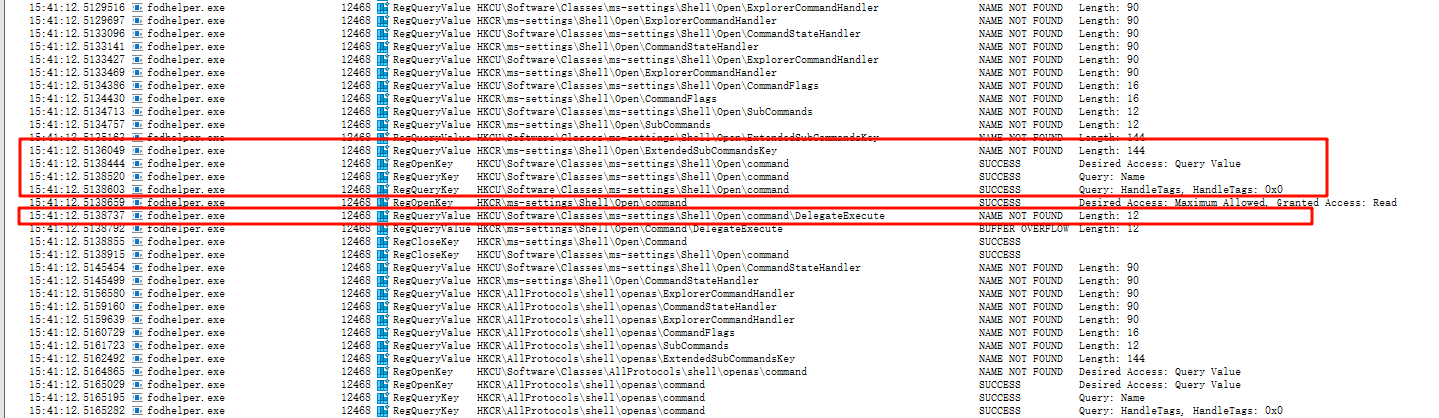 15:41:12.5129516 fodhelper.exe 12468 RegQueryValue HKCU\Software\Classes\ms-settings\Shell\Open\ExplorerCommandHandler NAME NOT FOUND Length: 90
15:41:12.5129697 fodhelper.exe 12468 RegQueryValue HKCR\ms-settings\Shell\Open\ExplorerCommandHandler NAME NOT FOUND Length: 90
15:41:12.5133096 fodhelper.exe 12468 RegQueryValue HKCU\Software\Classes\ms-settings\Shell\Open\CommandStateHandler NAME NOT FOUND Length: 90
15:41:12.5133141 fodhelper.exe 12468 RegQueryValue HKCR\ms-settings\Shell\Open\CommandStateHandler NAME NOT FOUND Length: 90
15:41:12.5133427 fodhelper.exe 12468 RegQueryValue HKCU\Software\Classes\ms-settings\Shell\Open\ExplorerCommandHandler NAME NOT FOUND Length: 90
15:41:12.5133469 fodhelper.exe 12468 RegQueryValue HKCR\ms-settings\Shell\Open\ExplorerCommandHandler NAME NOT FOUND Length: 90
15:41:12.5134386 fodhelper.exe 12468 RegQueryValue HKCU\Software\Classes\ms-settings\Shell\Open\CommandFlags NAME NOT FOUND Length: 16
15:41:12.5134430 fodhelper.exe 12468 RegQueryValue HKCR\ms-settings\Shell\Open\CommandFlags NAME NOT FOUND Length: 16
15:41:12.5134713 fodhelper.exe 12468 RegQueryValue HKCU\Software\Classes\ms-settings\Shell\Open\SubCommands NAME NOT FOUND Length: 12
15:41:12.5134757 fodhelper.exe 12468 RegQueryValue HKCR\ms-settings\Shell\Open\SubCommands NAME NOT FOUND Length: 12
fodhelper.exe 12468 RegQueryValue HKCU\Software\Classes\ms-settings\Shell\Open\ExtendedSubCommandsKey NAME NOT FOUND Length: 144
15:41:12.5136049 fodhelper.exe 12468 RegQueryValue HKCR\ms-settings\Shell\Open\ExtendedSubCommandsKey NAME NOT FOUND Length: 144
15:41:12.5138444 fodhelper.exe 12468 RegOpenKey HKCU\Software\Classes\ms-settings\Shell\Open\command SUCCESS Desired Access: Query Value
15:41:12.5138520 fodhelper.exe 12468 RegQueryKey HKCU\Software\Classes\ms-settings\Shell\Open\command SUCCESS Query: Name
15:41:12.5138603 fodhelper.exe 12468 RegQueryKey HKCU\Software\Classes\ms-settings\Shell\Open\command SUCCESS Query: HandleTags, HandleTags: 0x0
15:41:12.5138659 fodhelper.exe 12468 RegOpenKey HKCR\ms-settings\Shell\Open\command SUCCESS Desired Access: Maximum Allowed, Granted Access: Read
15:41:12.5138737 fodhelper.exe 12468 RegQueryValue HKCU\Software\Classes\ms-settings\Shell\Open\command\DelegateExecute NAME NOT FOUND Length: 12
15:41:12.5138792 fodhelper.exe 12468 RegQueryValue HKCR\ms-settings\Shell\Open\Command\DelegateExecute BUFFER OVERFLOW Length: 12
15:41:12.5138855 fodhelper.exe 12468 RegCloseKey HKCR\ms-settings\Shell\Open\Command SUCCESS
15:41:12.5138915 fodhelper.exe 12468 RegCloseKey HKCU\Software\Classes\ms-settings\Shell\Open\command SUCCESS
15:41:12.5145454 fodhelper.exe 12468 RegQueryValue HKCU\Software\Classes\ms-settings\Shell\Open\CommandStateHandler NAME NOT FOUND Length: 90
15:41:12.5145499 fodhelper.exe 12468 RegQueryValue HKCR\ms-settings\Shell\Open\CommandStateHandler NAME NOT FOUND Length: 90
15:41:12.5156580 fodhelper.exe 12468 RegQueryValue HKCR\AllProtocols\shell\openas\ExplorerCommandHandler NAME NOT FOUND Length: 90
15:41:12.5159160 fodhelper.exe 12468 RegQueryValue HKCR\AllProtocols\shell\openas\CommandStateHandler NAME NOT FOUND Length: 90
15:41:12.5159639 fodhelper.exe 12468 RegQueryValue HKCR\AllProtocols\shell\openas\ExplorerCommandHandler NAME NOT FOUND Length: 90
15:41:12.5160729 fodhelper.exe 12468 RegQueryValue HKCR\AllProtocols\shell\openas\CommandFlags NAME NOT FOUND Length: 16
15:41:12.5161723 fodhelper.exe 12468 RegQueryValue HKCR\AllProtocols\shell\openas\SubCommands NAME NOT FOUND Length: 12
15:41:12.5162492 fodhelper.exe 12468 RegQueryValue HKCR\AllProtocols\shell\openas\ExtendedSubCommandsKey NAME NOT FOUND Length: 144
15:41:12.5164865 fodhelper.exe 12468 RegOpenKey HKCU\Software\Classes\AllProtocols\shell\openas\command NAME NOT FOUND Desired Access: Query Value
15:41:12.5165029 fodhelper.exe 12468 RegOpenKey HKCR\AllProtocols\shell\openas\command SUCCESS Desired Access: Query Value
15:41:12.5165195 fodhelper.exe 12468 RegQueryKey HKCR\AllProtocols\shell\openas\command SUCCESS Query: Name
15:41:12.5165282 fodhelper.exe 12468 RegQueryKey HKCR\AllProtocols\shell\openas\command SUCCESS Query: HandleTags, HandleTags: 0x0